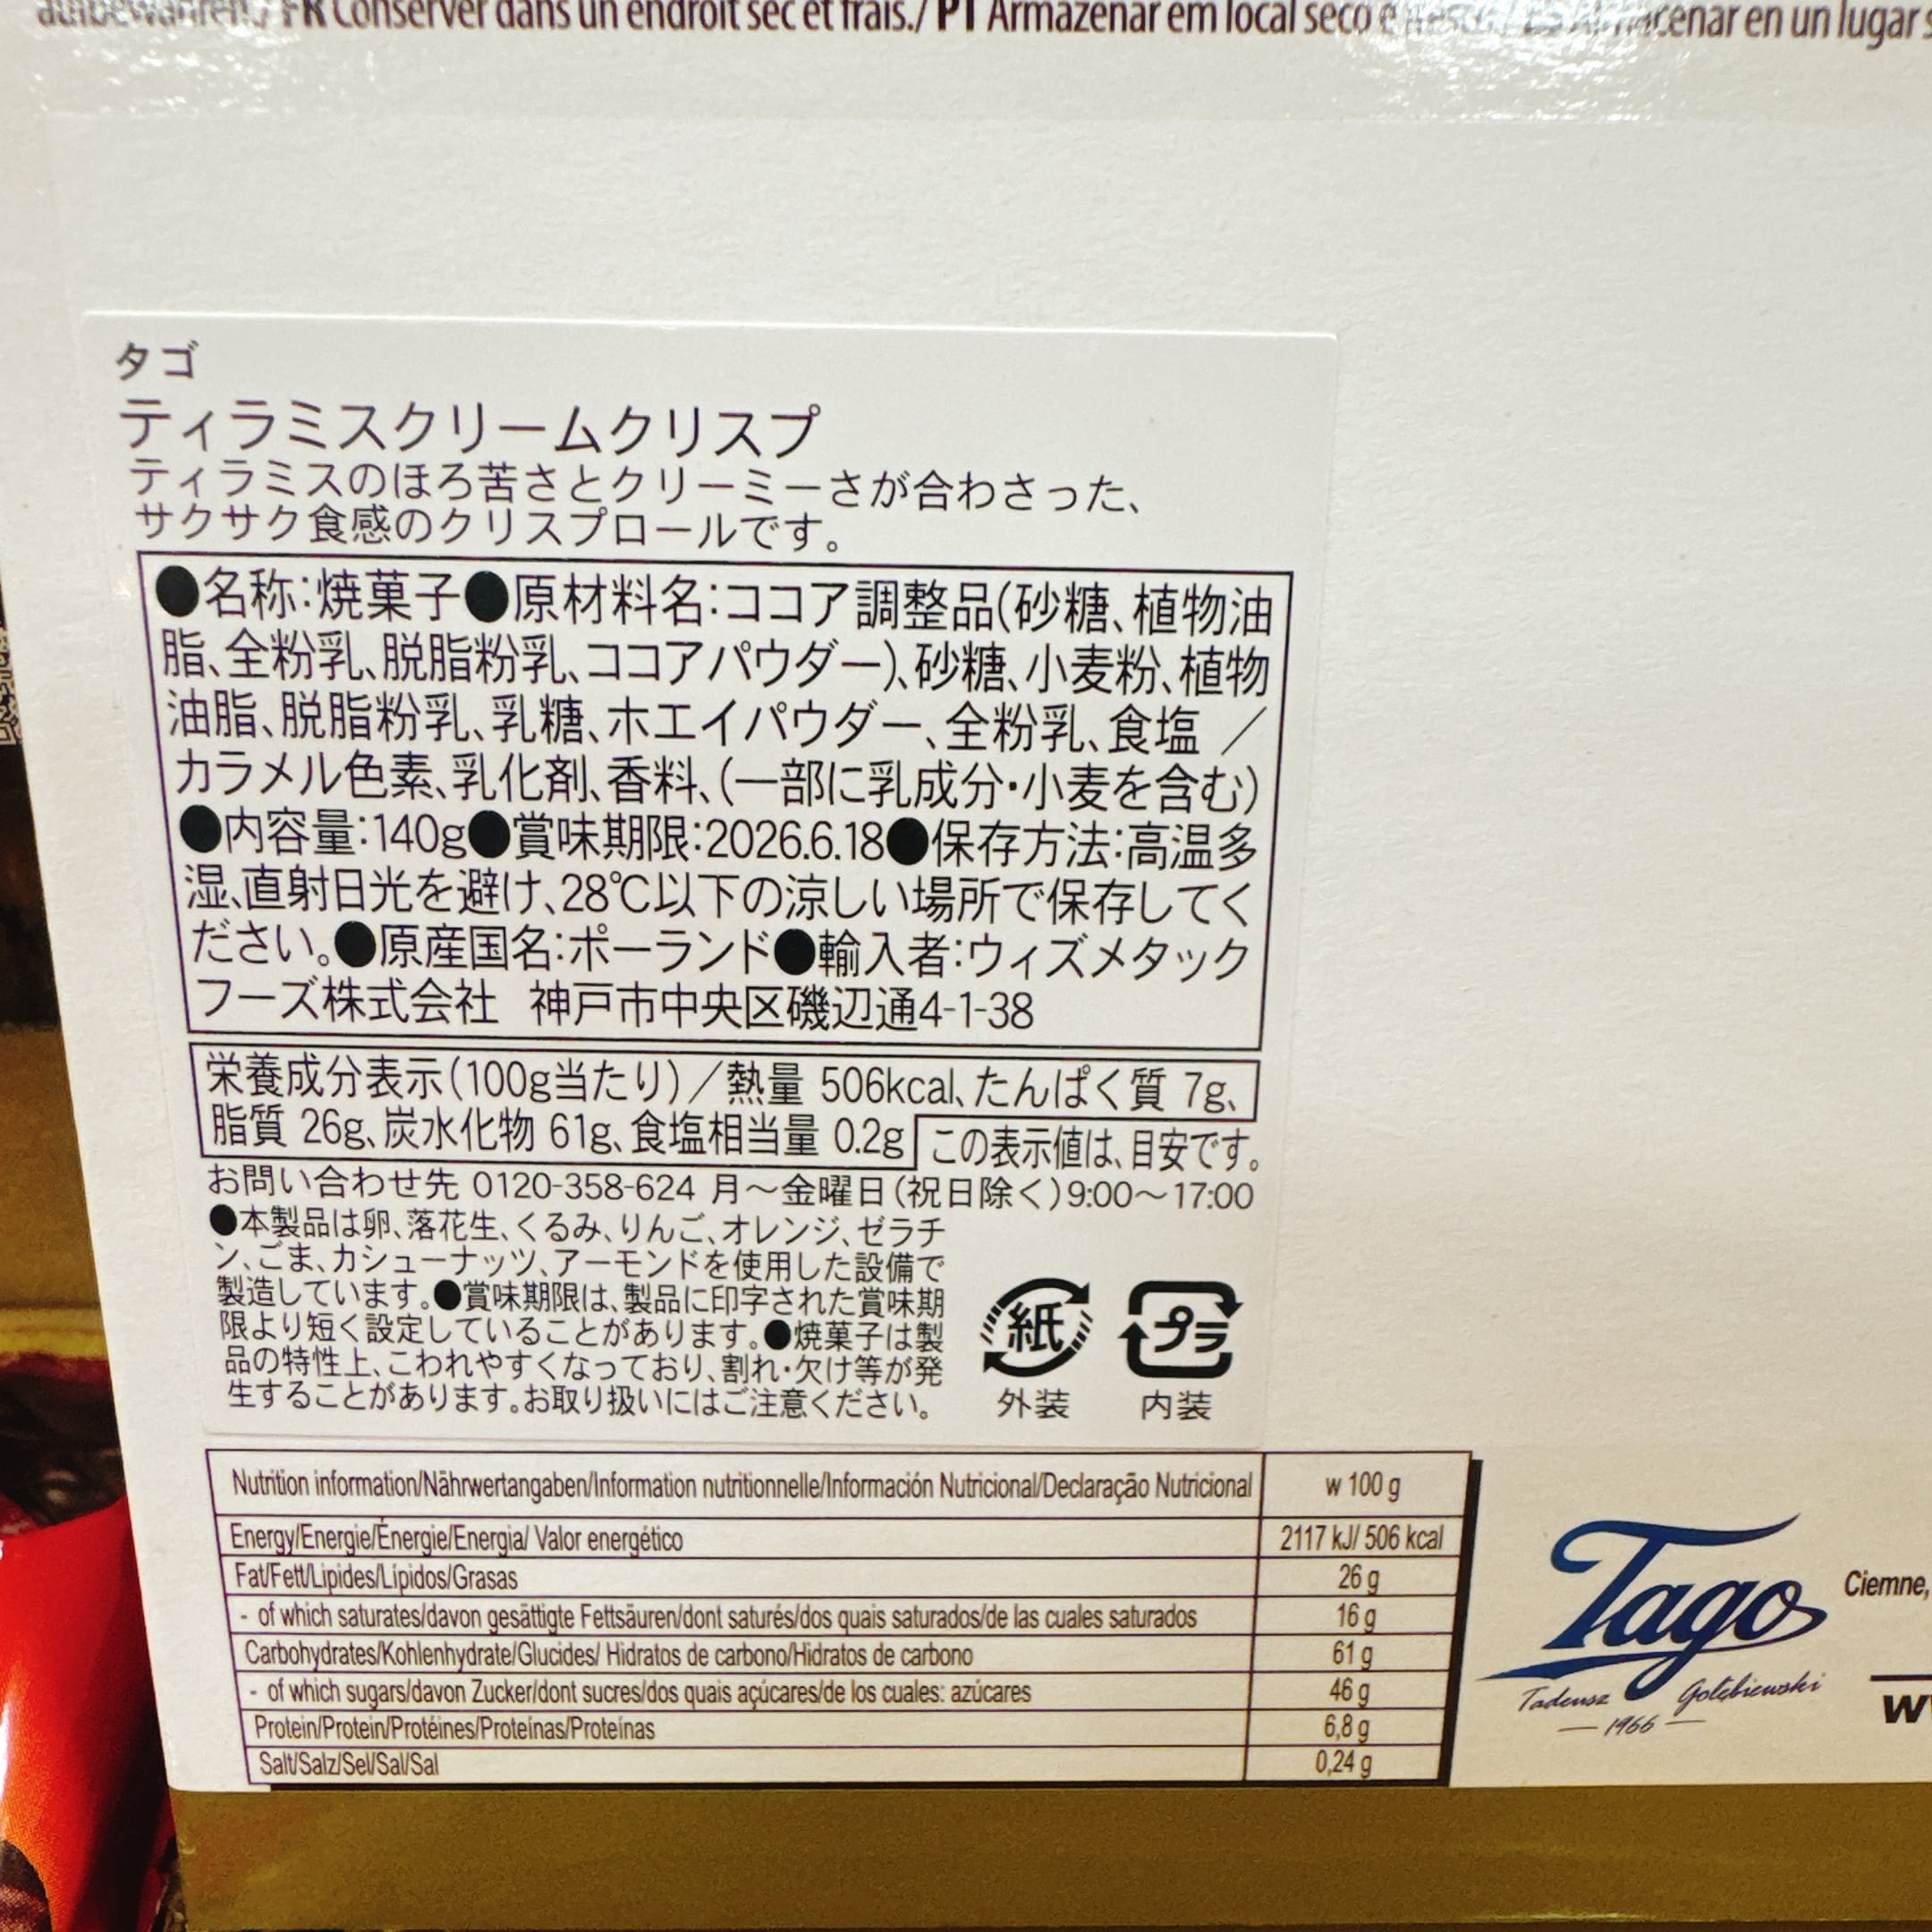 FR Conserver dans un endroit sec et frais./ PT Armazenar em local seco e en un lugar
タゴ
ティラミスクリームクリスプ
ティラミスのほろ苦さとクリーミーさが合わさった、
サクサク食感のクリスプロールです。
●名称:焼菓子●原材料名:ココア調整品(砂糖、植物油
脂、全粉乳、脱脂粉乳、ココアパウダー)、砂糖、小麦粉、植物
油脂、脱脂粉乳、乳糖、ホエイパウダー、全粉乳、食塩 ／
カラメル色素、乳化剤、香料、(一部に乳成分・小麦を含む)
●内容量:140g●賞味期限:2026.6.18●保存方法:高温多
湿、直射日光を避け、28℃以下の涼しい場所で保存してく
ださい。●原産国名:ポーランド●輸入者:ウィズメタック
フーズ株式会社 神戸市中央区磯辺通4-1-38
栄養成分表示(100g当たり)／熱量 506kcal、たんぱく質 7g、
脂質 26g、炭水化物 61g、食塩相当量 0.2g この表示値は、目安です。
お問い合わせ先 0120-358-624 月～金曜日(祝日除く)9:00～17:00
●本製品は卵、落花生、くるみ、りんご、オレンジ、ゼラチ
ン、ごま、カシューナッツ、アーモンドを使用した設備で
製造しています。●賞味期限は、製品に印字された賞味期
限より短く設定していることがあります。●焼菓子は製
品の特性上、こわれやすくなっており、割れ・欠け等が発
生することがあります。お取り扱いにはご注意ください。
紙 プラ
外装 内装
Nutrition information/Nährwertangaben/Information nutritionnelle/Información Nutricional/Declaração Nutricional w 100 g
Energy/Energie/Énergie/Energia/ Valor energético 2117 kJ/ 506 kcal
Fat/Fett/Lipides/Lípidos/Grasas 26 g
- of which saturates/davon gesättigte Fettsäuren/dont saturés/dos quais saturados/de las cuales saturados 16 g
Carbohydrates/Kohlenhydrate/Glucides/ Hidratos de carbono/Hidratos de carbono 61 g
- of which sugars/davon Zucker/dont sucres/dos quais açúcares/de los cuales: azúcares 46 g
Protein/Protein/Protéines/Proteínas/Proteínas 6,8 g
Salt/Salz/Sel/Sal/Sal 0,24 g
Tago
Tadeusz Gołębiewski
1966
Ciemne,